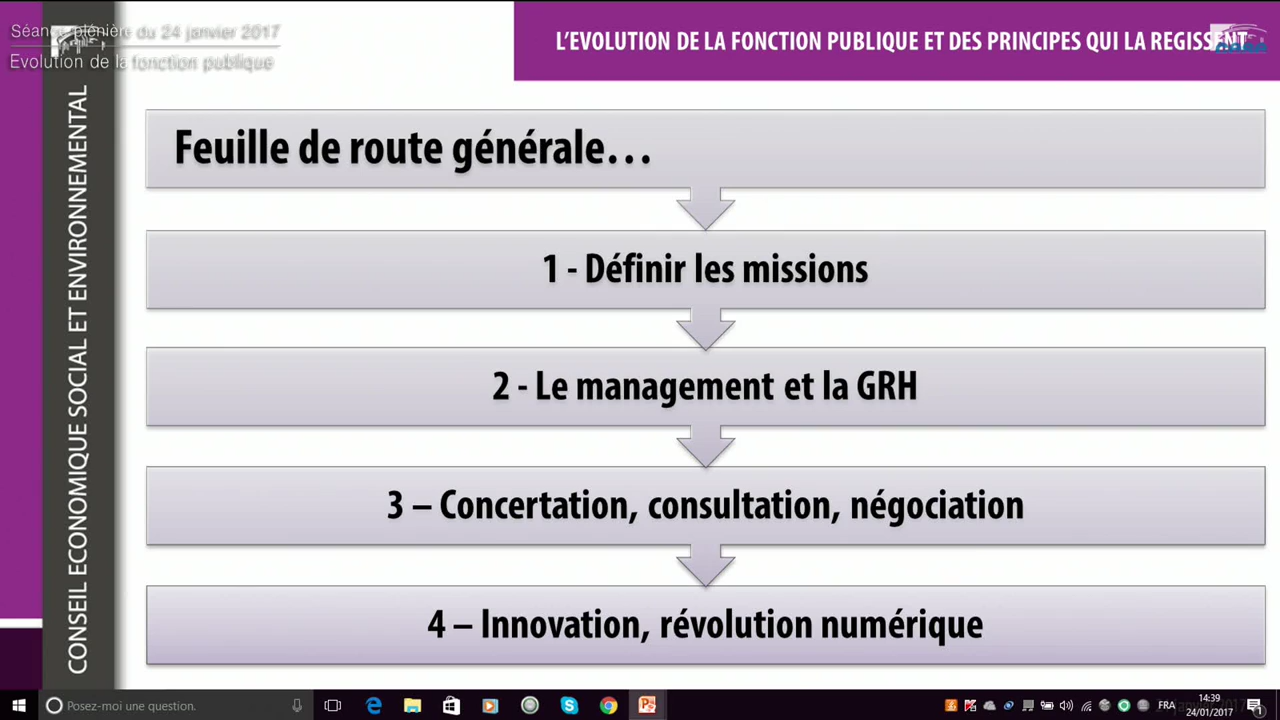 Séance plénière du 24 janvier 2017
Evolution de la fonction publique
L'EVOLUTION DE LA FONCTION PUBLIQUE ET DES PRINCIPES QUI LA REGISSENT
CONSEIL ECONOMIQUE SOCIAL ET ENVIRONNEMENTAL
Feuille de route générale…
1 - Définir les missions
2 - Le management et la GRH
3 – Concertation, consultation, négociation
4 – Innovation, révolution numérique
Posez-moi une question.
FRA
14:39
24/01/2017
1